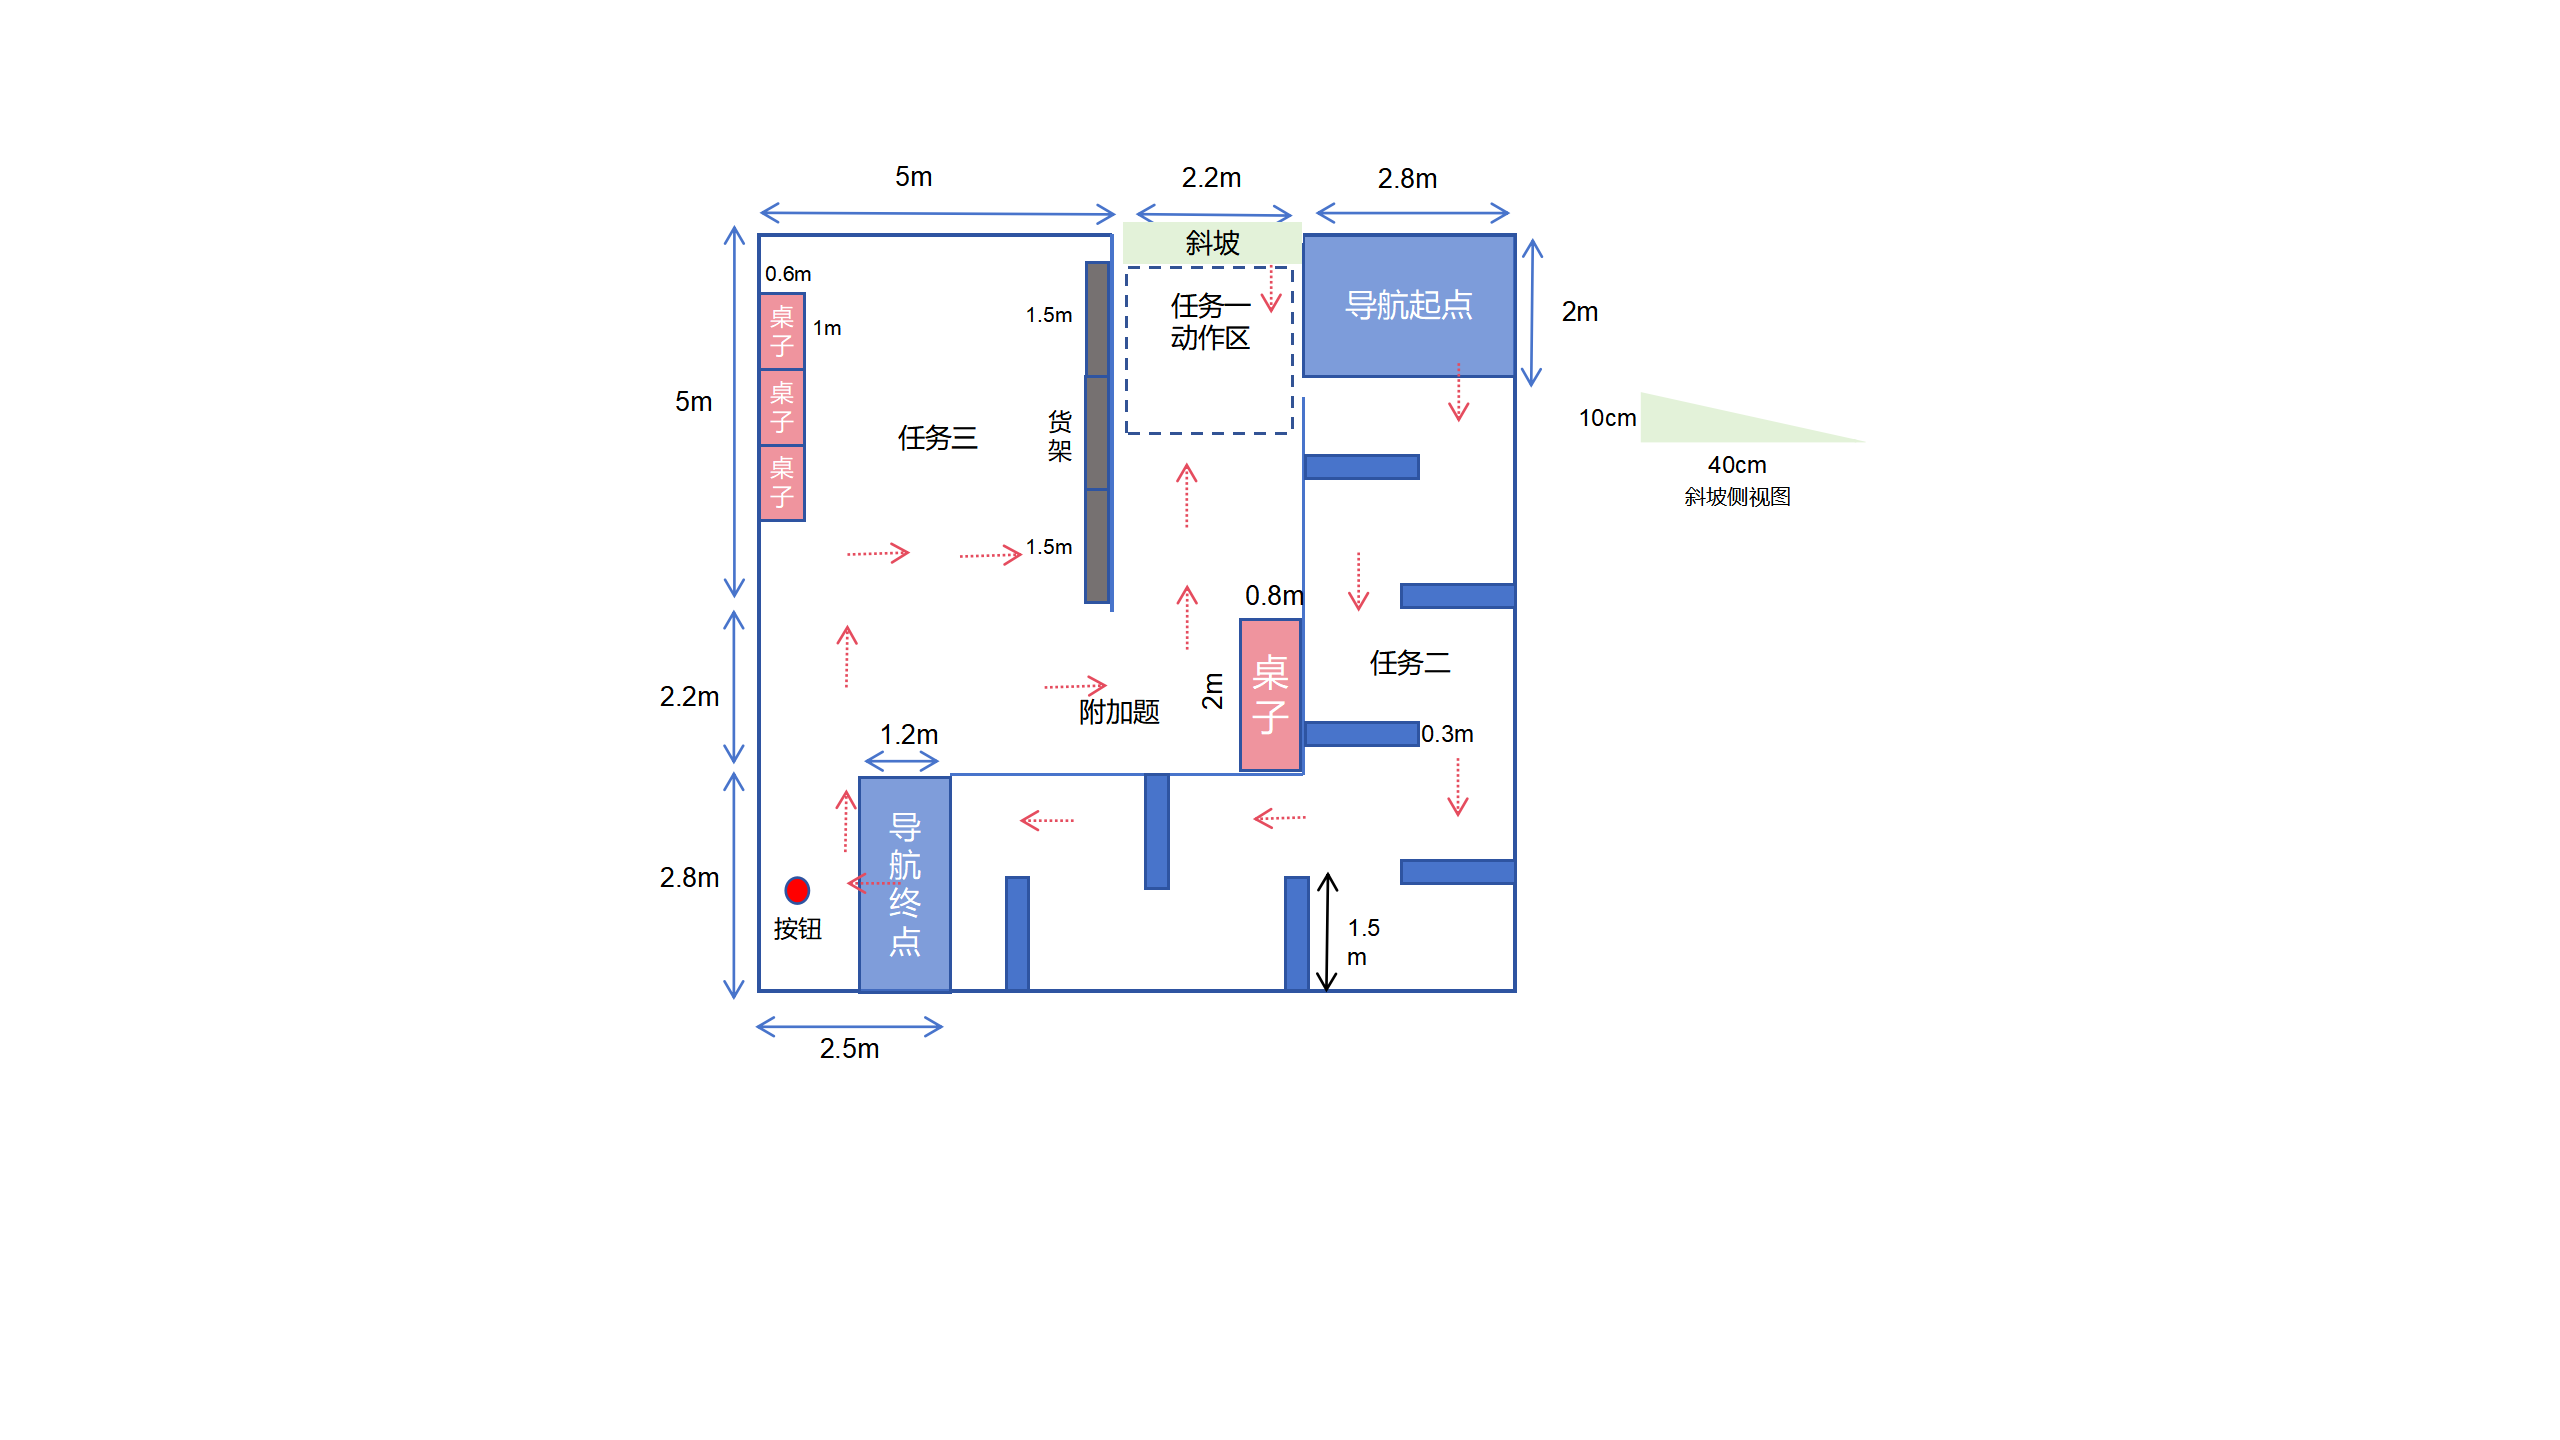 5m
2.2m
2.8m
斜坡
0.6m
桌
子
1m
桌
子
桌
子
5m
任务三
1.5m
货
架
1.5m
任务一
动作区
导航起点
2m
10cm
40cm
斜坡侧视图
0.8m
桌
子
2m
任务二
0.3m
附加题
2.2m
1.2m
导
航
终
点
2.8m
按钮
1.5
m
2.5m